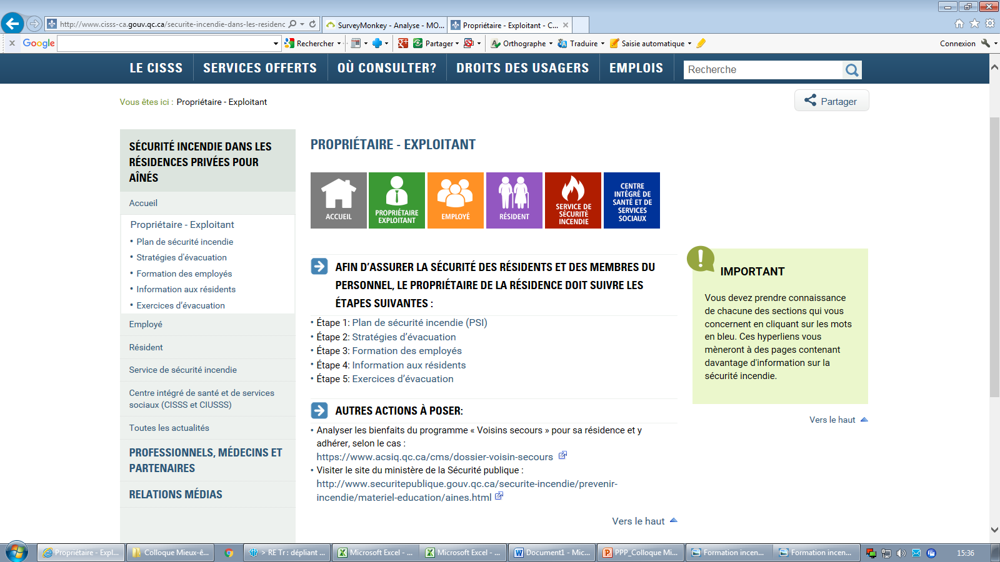 http://www.cisss-ca.gouv.qc.ca/securite-incendie-dans-les-residenc
SurveyMonkey - Analyse - MO...
Propriétaire - Exploitant - C...
x Google
Rechercher
Partager
Orthographe
Traduire
Saisie automatique
Connexion
LE CISSS
SERVICES OFFERTS
OÙ CONSULTER?
DROITS DES USAGERS
EMPLOIS
Recherche
Vous êtes ici : Propriétaire - Exploitant
Partager
SÉCURITÉ INCENDIE DANS LES
RÉSIDENCES PRIVÉES POUR
AÎNÉS
Accueil
Propriétaire - Exploitant
• Plan de sécurité incendie
• Stratégies d'évacuation
• Formation des employés
• Information aux résidents
• Exercices d’évacuation
Employé
Résident
Service de sécurité incendie
Centre intégré de santé et de services
sociaux (CISSS et CIUSSS)
Toutes les actualités
PROFESSIONNELS, MÉDECINS ET
PARTENAIRES
RELATIONS MÉDIAS
PROPRIÉTAIRE - EXPLOITANT
ACCUEIL
PROPRIÉTAIRE
EXPLOITANT
EMPLOYÉ
RÉSIDENT
SERVICE DE
SÉCURITÉ
INCENDIE
CENTRE
INTÉGRÉ DE
SANTÉ ET DE
SERVICES
SOCIAUX
AFIN D’ASSURER LA SÉCURITÉ DES RÉSIDENTS ET DES MEMBRES DU
PERSONNEL, LE PROPRIÉTAIRE DE LA RÉSIDENCE DOIT SUIVRE LES
ÉTAPES SUIVANTES :
• Étape 1: Plan de sécurité incendie (PSI)
• Étape 2: Stratégies d’évacuation
• Étape 3: Formation des employés
• Étape 4: Information aux résidents
• Étape 5: Exercices d’évacuation
AUTRES ACTIONS À POSER:
• Analyser les bienfaits du programme « Voisins secours » pour sa résidence et y
adhérer, selon le cas :
https://www.acsiq.qc.ca/cms/dossier-voisin-secours
• Visiter le site du ministère de la Sécurité publique :
http://www.securitepublique.gouv.qc.ca/securite-incendie/prevenir-
incendie/materiel-education/aines.html
Vers le haut
!
IMPORTANT
Vous devez prendre connaissance
de chacune des sections qui vous
concernent en cliquant sur les mots
en bleu. Ces hyperliens vous
mèneront à des pages contenant
davantage d'information sur la
sécurité incendie.
Vers le haut
Propriétaire - Expl...
Colloque Mieux-ê...
> RE Tr : dépliant ...
Microsoft Excel - ...
Microsoft Excel - ...
Document1 - Mic...
PPP_Colloque Mi...
Formation incen...
Formation incen...
15:36